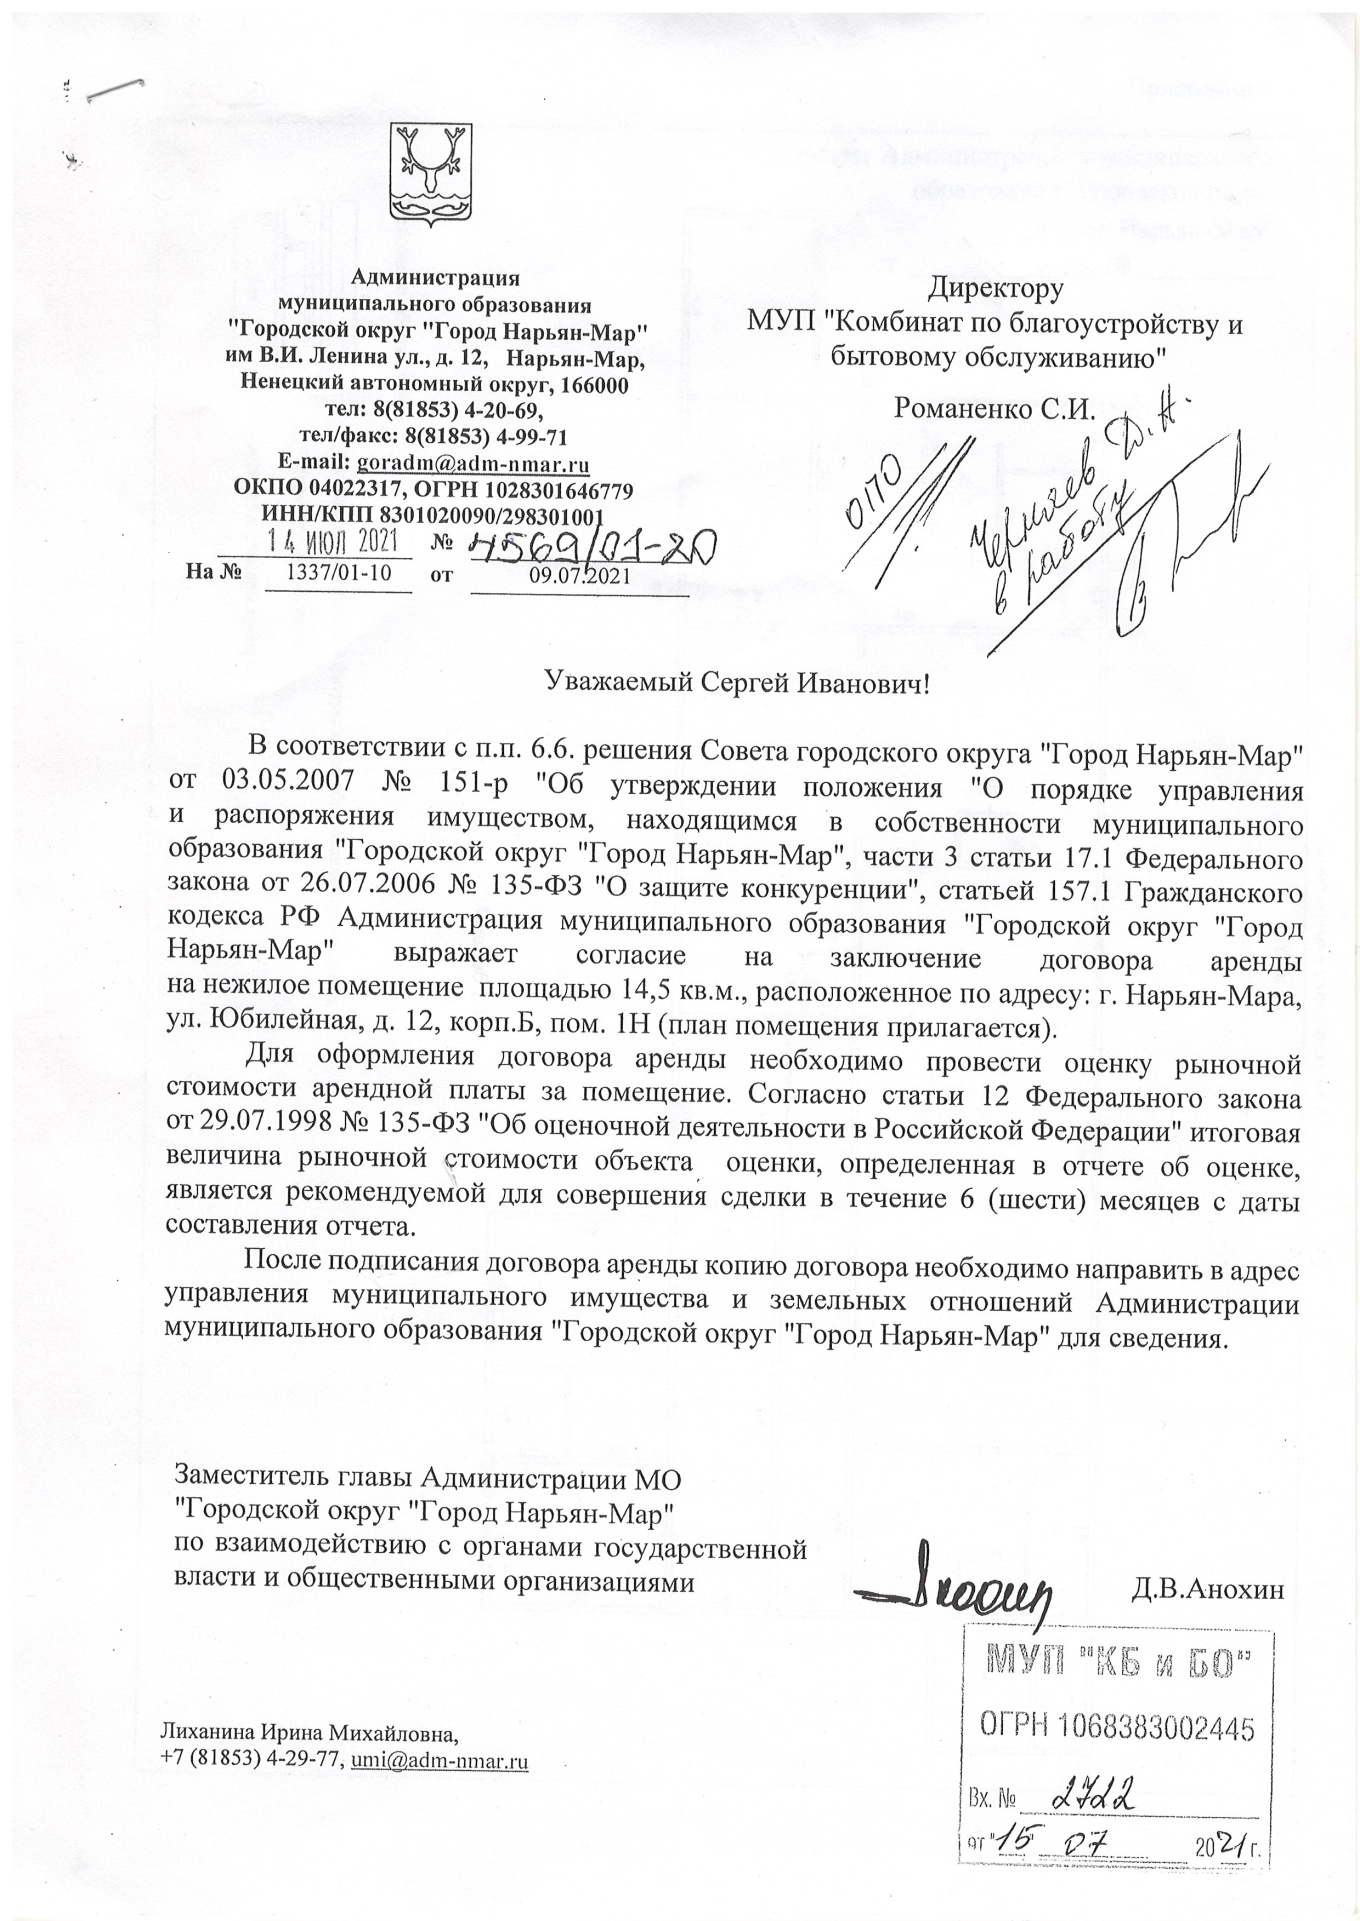 Администрация
муниципального образования
"Городской округ "Город Нарьян-Мар"
им В.И. Ленина ул., д. 12, Нарьян-Мар,
Ненецкий автономный округ, 166000
тел: 8(81853) 4-20-69,
тел/факс: 8(81853) 4-99-71
E-mail: goradm@adm-nmar.ru
ОКПО 04022317, ОГРН 1028301646779
ИНН/КПП 8301020090/298301001
14 ИЮЛ 2021 № 4569/01-20
На № 1337/01-10 от 09.07.2021
Директору
МУП "Комбинат по благоустройству и
бытовому обслуживанию"
Романенко С.И.
ОПО
Черняев Д.Н.
в работу
Уважаемый Сергей Иванович!
В соответствии с п.п. 6.6. решения Совета городского округа "Город Нарьян-Мар"
от 03.05.2007 № 151-р "Об утверждении положения "О порядке управления
и распоряжения имуществом, находящимся в собственности муниципального
образования "Городской округ "Город Нарьян-Мар", части 3 статьи 17.1 Федерального
закона от 26.07.2006 № 135-ФЗ "О защите конкуренции", статьей 157.1 Гражданского
кодекса РФ Администрация муниципального образования "Городской округ "Город
Нарьян-Мар" выражает согласие на заключение договора аренды
на нежилое помещение площадью 14,5 кв.м., расположенное по адресу: г. Нарьян-Мара,
ул. Юбилейная, д. 12, корп.Б, пом. 1Н (план помещения прилагается).
Для оформления договора аренды необходимо провести оценку рыночной
стоимости арендной платы за помещение. Согласно статьи 12 Федерального закона
от 29.07.1998 № 135-ФЗ "Об оценочной деятельности в Российской Федерации" итоговая
величина рыночной стоимости объекта оценки, определенная в отчете об оценке,
является рекомендуемой для совершения сделки в течение 6 (шести) месяцев с даты
составления отчета.
После подписания договора аренды копию договора необходимо направить в адрес
управления муниципального имущества и земельных отношений Администрации
муниципального образования "Городской округ "Город Нарьян-Мар" для сведения.
Заместитель главы Администрации МО
"Городской округ "Город Нарьян-Мар"
по взаимодействию с органами государственной
власти и общественными организациями
Д.В.Анохин
МУП "КБ и БО"
ОГРН 1068383002445
Вх. № 2722
от "15" 07 2021 г.
Лиханина Ирина Михайловна,
+7 (81853) 4-29-77, umi@adm-nmar.ru